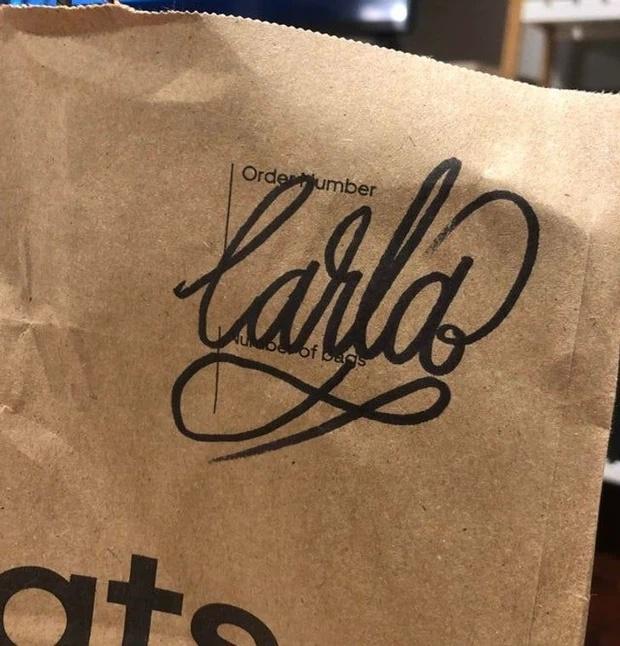 Order Number
Carla
Number of bags
ats